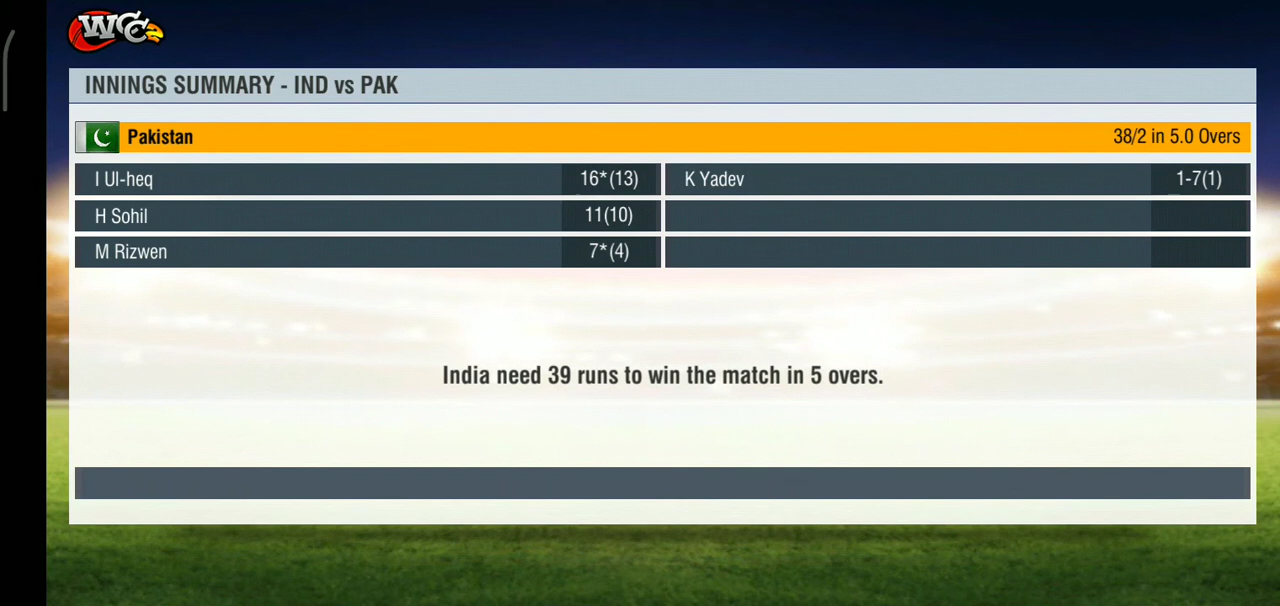 WCC
INNINGS SUMMARY - IND vs PAK
Pakistan 38/2 in 5.0 Overs
I Ul-heq 16*(13) K Yadev 1-7(1)
H Sohil 11(10)
M Rizwen 7*(4)
India need 39 runs to win the match in 5 overs.